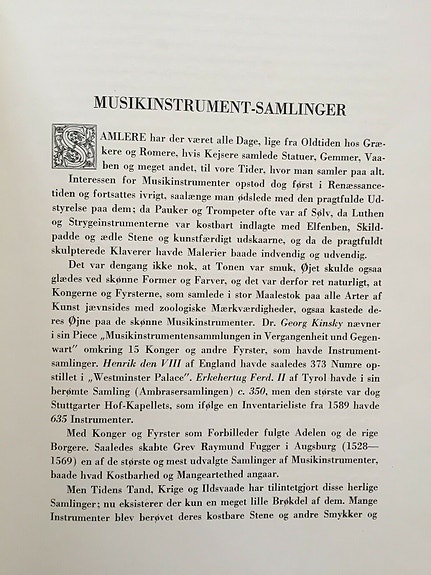 MUSIKINSTRUMENT-SAMLINGER
SAMLERE har der været alle Dage, lige fra Oldtiden hos Græ-
kere og Romere, hvis Kejsere samlede Statuer, Gemmer, Vaa-
ben og meget andet, til vore Tider, hvor man samler paa alt.
Interessen for Musikinstrumenter opstod dog først i Renæssance-
tiden og fortsattes ivrigt, saalænge man ødslede med den pragtfulde Ud-
styrelse paa dem; da Pauker og Trompeter ofte var af Sølv, da Luthen
og Strygeinstrumenterne var kostbart indlagte med Elfenben, Skild-
padde og ædle Stene og kunstfærdigt udskaarne, og da de pragtfuldt
skulpterede Klaverer havde Malerier baade indvendig og udvendig.
Det var dengang ikke nok, at Tonen var smuk, Øjet skulde ogsaa
glædes ved skønne Former og Farver, og det var derfor ret naturligt, at
Kongerne og Fyrsterne, som samlede i stor Maalestok paa alle Arter af
Kunst jævnsides med zoologiske Mærkværdigheder, ogsaa kastede de-
res Øjne paa de skønne Musikinstrumenter. Dr. Georg Kinsky nævner
i sin Piece „Musikinstrumentensammlungen in Vergangenheit und Gegen-
wart” omkring 15 Konger og andre Fyrster, som havde Instrument-
samlinger. Henrik den VIII af England havde saaledes 373 Numre op-
stillet i „Westminster Palace”. Erkehertug Ferd. II af Tyrol havde i sin
berømte Samling (Ambrasersamlingen) c. 350, men den største var dog
Stuttgarter Hof-Kapellets, som ifølge en Inventarieliste fra 1589 havde
635 Instrumenter.
Med Konger og Fyrster som Forbilleder fulgte Adelen og de rige
Borgere. Saaledes skabte Grev Raymund Fugger i Augsburg (1528—
1569) en af de største og mest udvalgte Samlinger af Musikinstrumenter,
baade hvad Kostbarhed og Mangeartethed angaar.
Men Tidens Tand, Krige og Ildsvaade har tilintetgjort disse herlige
Samlinger; nu eksisterer der kun en meget lille Brøkdel af dem. Mange
Instrumenter blev berøvet deres kostbare Stene og andre Smykker og